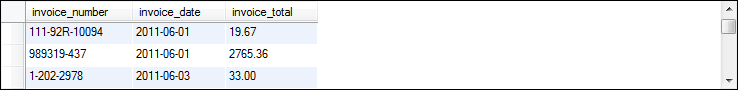 invoice_number invoice_date invoice_total
111-92R-10094 2011-06-01 19.67
989319-437 2011-06-01 2765.36
1-202-2978 2011-06-03 33.00